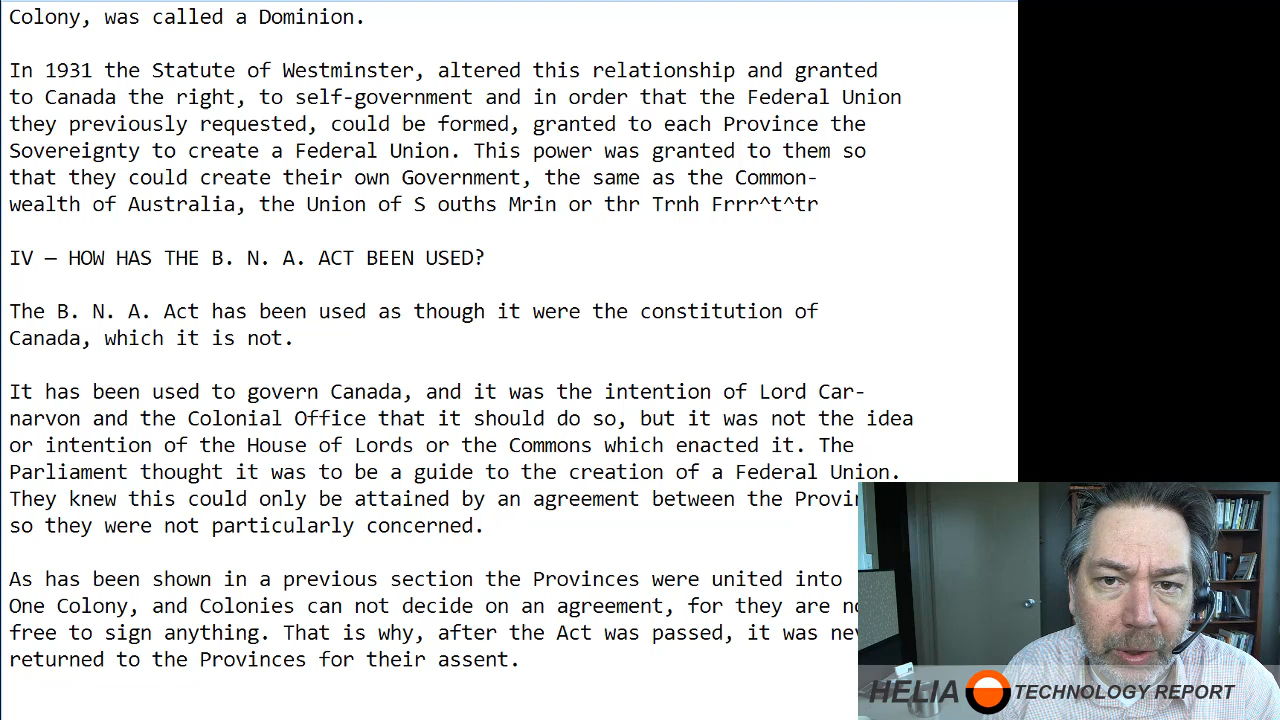 Colony, was called a Dominion.
In 1931 the Statute of Westminster, altered this relationship and granted
to Canada the right, to self-government and in order that the Federal Union
they previously requested, could be formed, granted to each Province the
Sovereignty to create a Federal Union. This power was granted to them so
that they could create their own Government, the same as the Common-
wealth of Australia, the Union of S ouths Mrin or thr Trnh Frrr^t^tr
IV — HOW HAS THE B. N. A. ACT BEEN USED?
The B. N. A. Act has been used as though it were the constitution of
Canada, which it is not.
It has been used to govern Canada, and it was the intention of Lord Car-
narvon and the Colonial Office that it should do so, but it was not the idea
or intention of the House of Lords or the Commons which enacted it. The
Parliament thought it was to be a guide to the creation of a Federal Union.
They knew this could only be attained by an agreement between the
so they were not particularly concerned.
As has been shown in a previous section the Provinces were united into
One Colony, and Colonies can not decide on an agreement, for they are
free to sign anything. That is why, after the Act was passed, it was
returned to the Provinces for their assent.
HELIA TECHNOLOGY REPORT